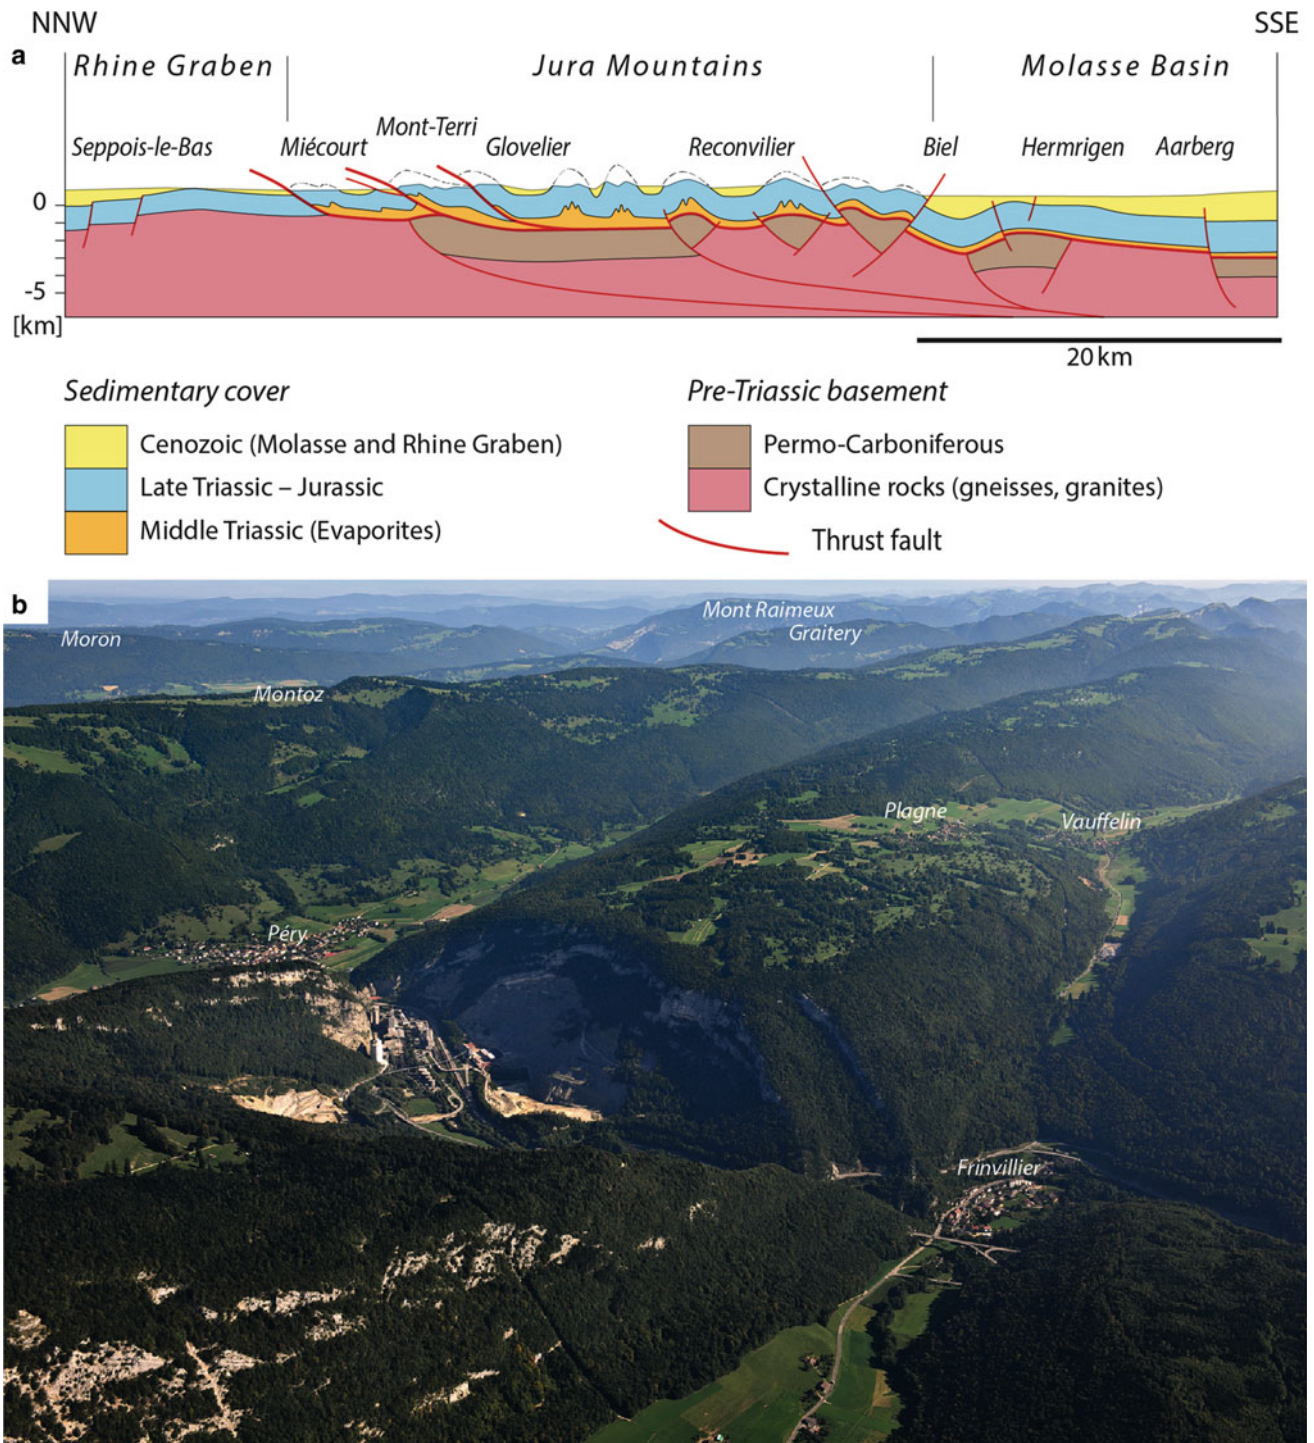 NNW
SSE
a
Rhine Graben
Jura Mountains
Molasse Basin
Seppois-le-Bas
Miécourt
Mont-Terri
Glovelier
Reconvilier
Biel
Hermrigen
Aarberg
0
-5
[km]
20 km
Sedimentary cover
Cenozoic (Molasse and Rhine Graben)
Late Triassic – Jurassic
Middle Triassic (Evaporites)
Pre-Triassic basement
Permo-Carboniferous
Crystalline rocks (gneisses, granites)
Thrust fault
b
Moron
Mont Raimeux
Graitery
Montoz
Plagne
Vauffelin
Péry
Frinvillier